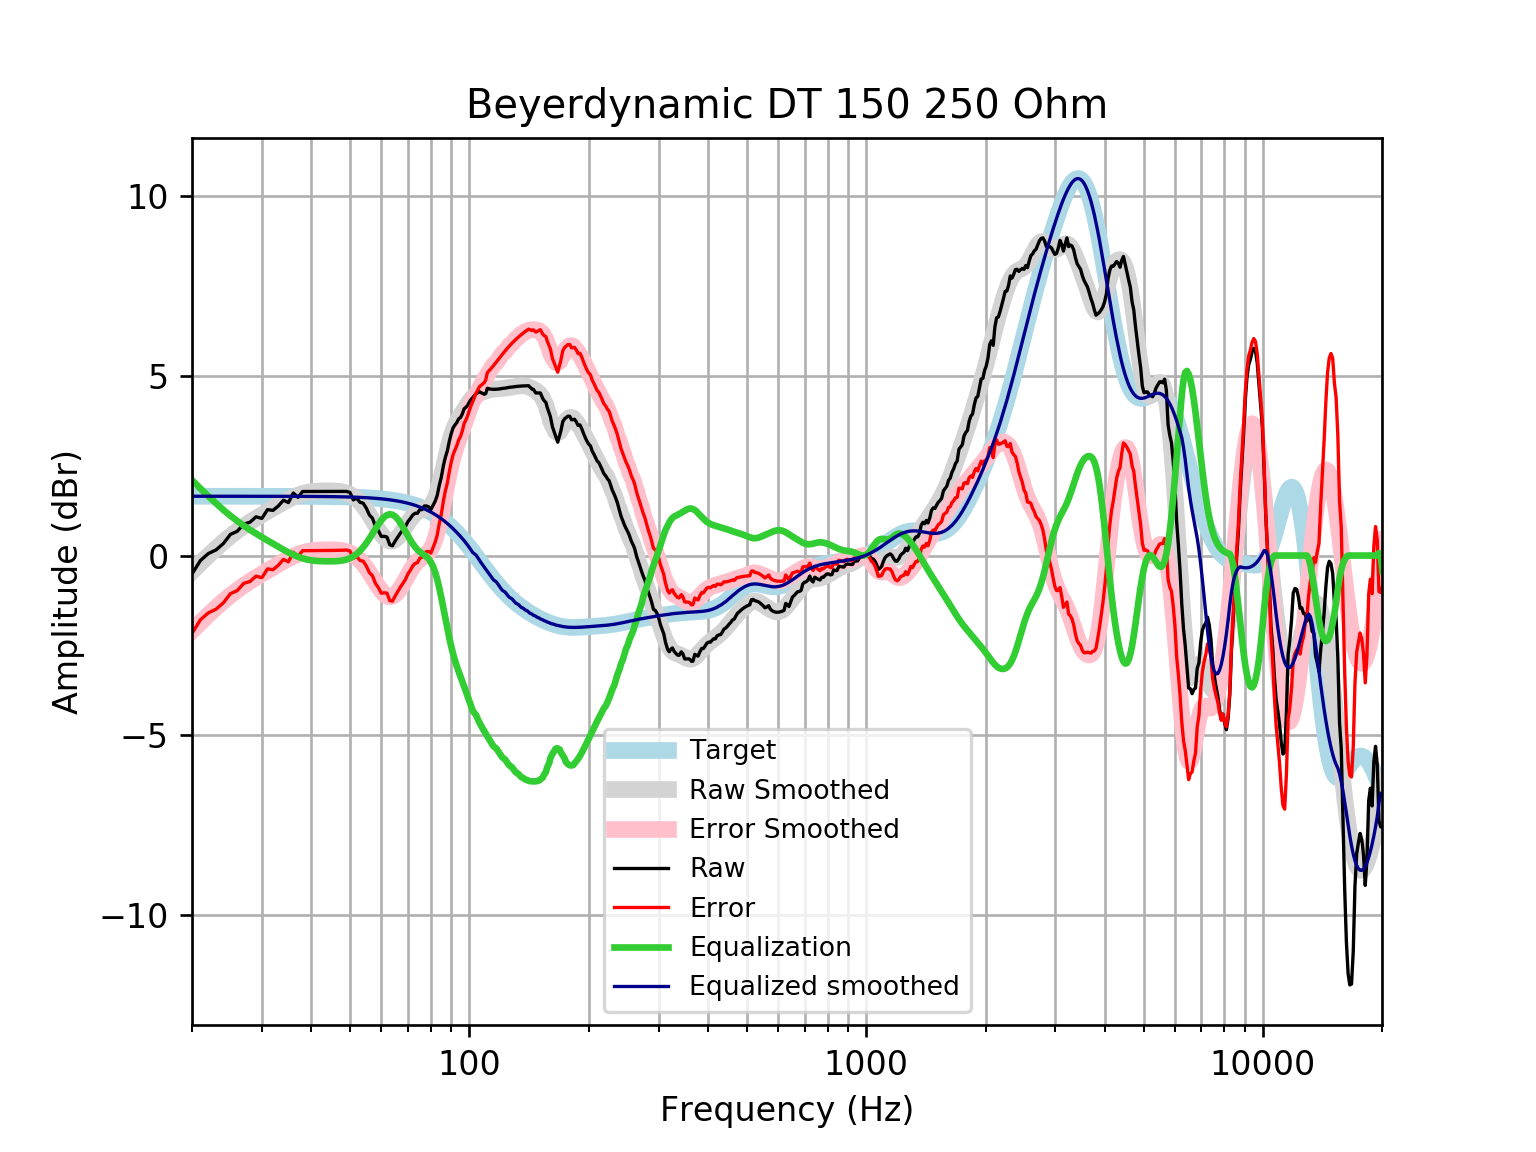 Beyerdynamic DT 150 250 Ohm
10
5
0
−5
−10
Amplitude (dBr)
Target
Raw Smoothed
Error Smoothed
Raw
Error
Equalization
Equalized smoothed
100
1000
10000
Frequency (Hz)